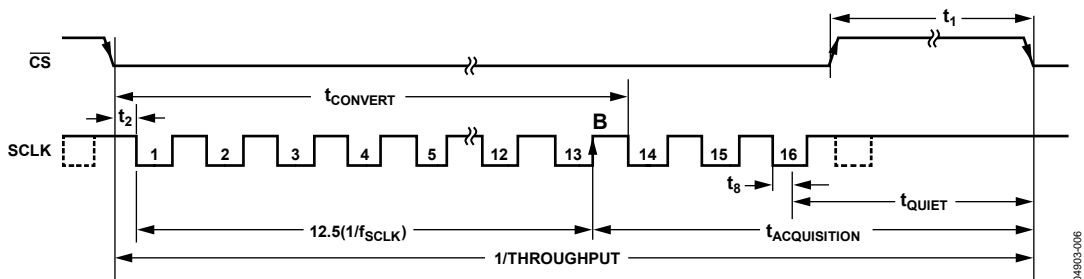 t1
CS
tCONVERT
t2
B
SCLK
1 2 3 4 5 12 13 14 15 16
t8
tQUIET
12.5(1/fSCLK)
tACQUISITION
1/THROUGHPUT
04903-006